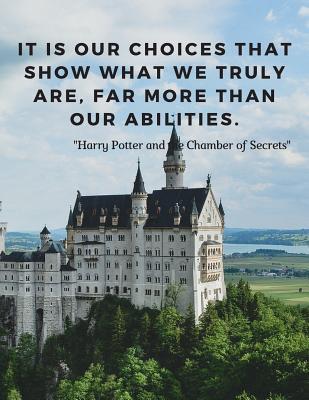 IT IS OUR CHOICES THAT
SHOW WHAT WE TRULY
ARE, FAR MORE THAN
OUR ABILITIES.
"Harry Potter and the Chamber of Secrets"